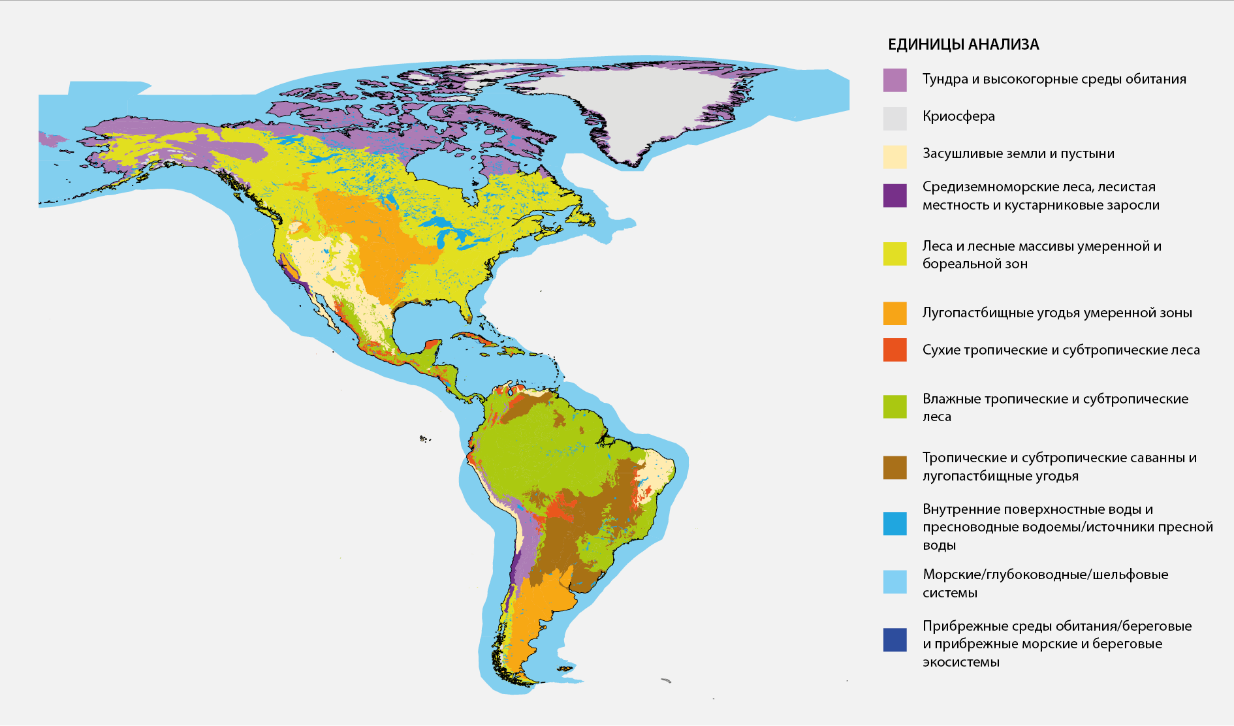 ЕДИНИЦЫ АНАЛИЗА
Тундра и высокогорные среды обитания
Криосфера
Засушливые земли и пустыни
Средиземноморские леса, лесистая
местность и кустарниковые заросли
Леса и лесные массивы умеренной и
бореальной зон
Лугопастбищные угодья умеренной зоны
Сухие тропические и субтропические леса
Влажные тропические и субтропические
леса
Тропические и субтропические саванны и
лугопастбищные угодья
Внутренние поверхностные воды и
пресноводные водоемы/источники пресной
воды
Морские/глубоководные/шельфовые
системы
Прибрежные среды обитания/береговые
и прибрежные морские и береговые
экосистемы